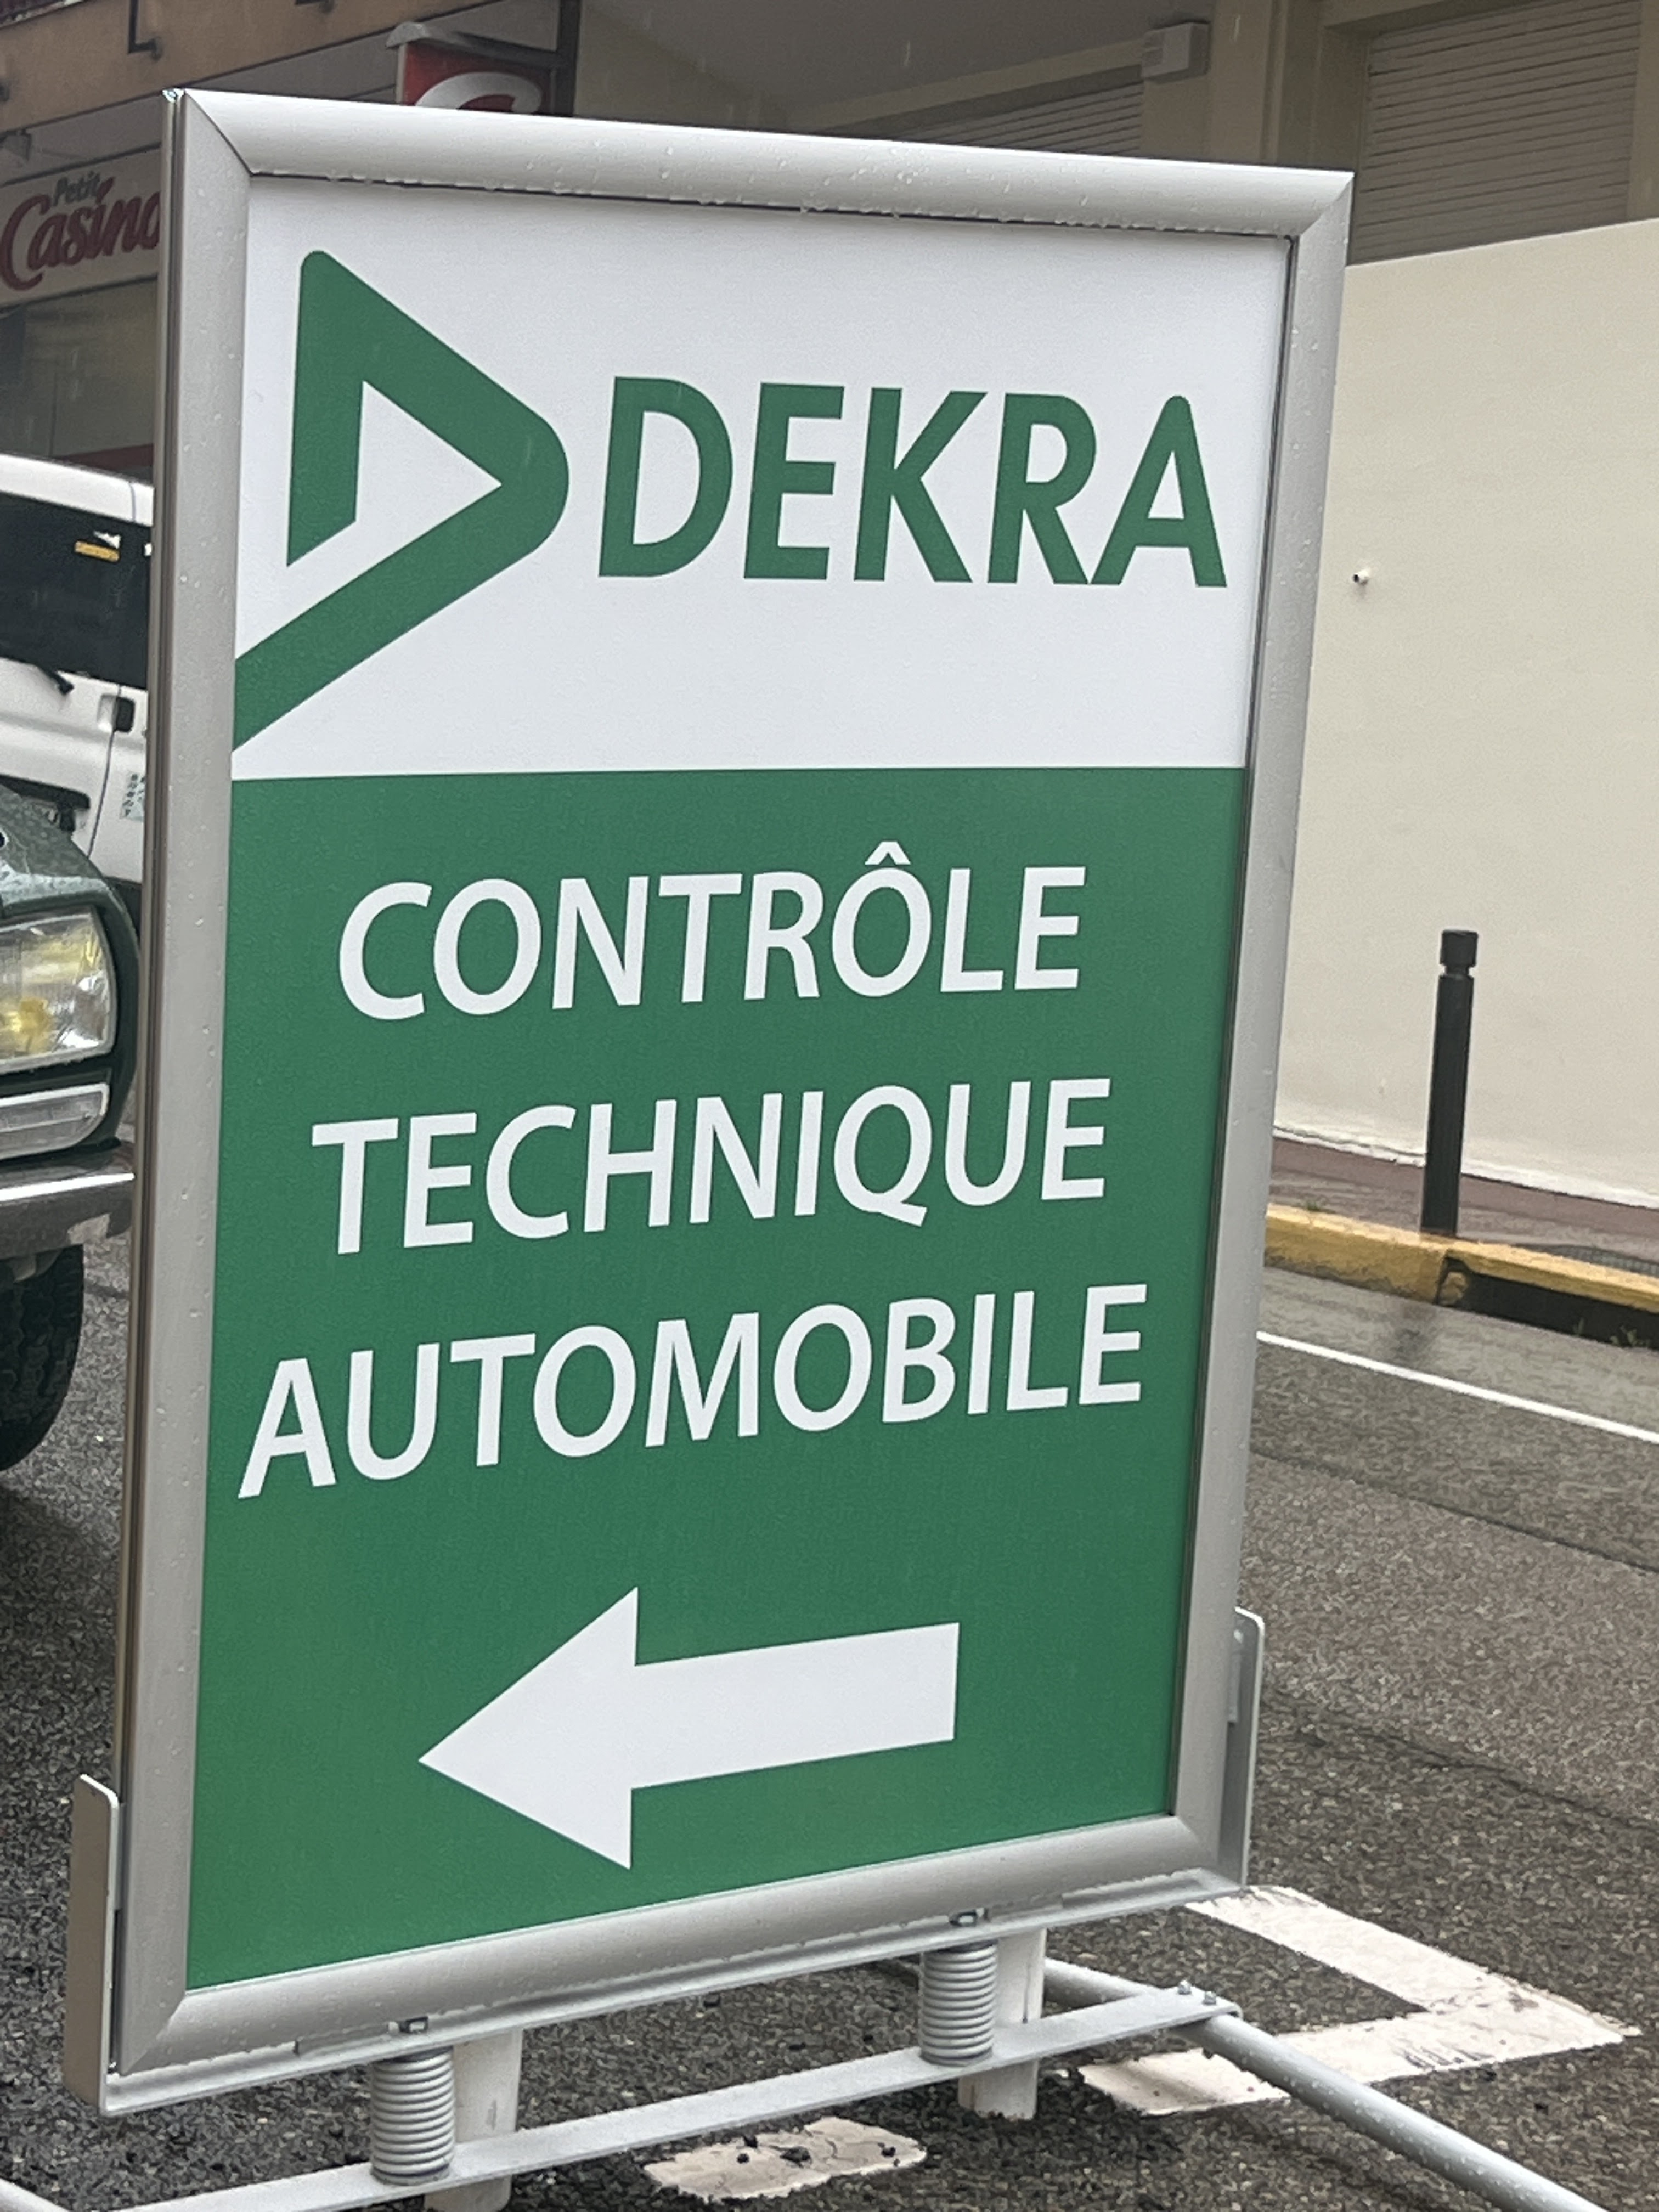 Petit
Casino
DEKRA
CONTRÔLE
TECHNIQUE
AUTOMOBILE